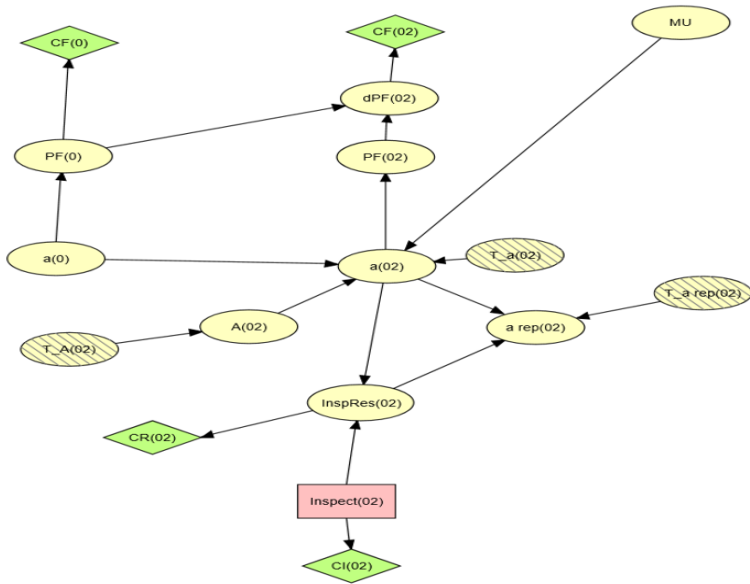 MU
CF(02)
CF(0)
dPF(02)
PF(0)
PF(02)
T_a(02)
a(0)
a(02)
T_a rep(02)
A(02)
a rep(02)
T_A(02)
InspRes(02)
CR(02)
Inspect(02)
CI(02)